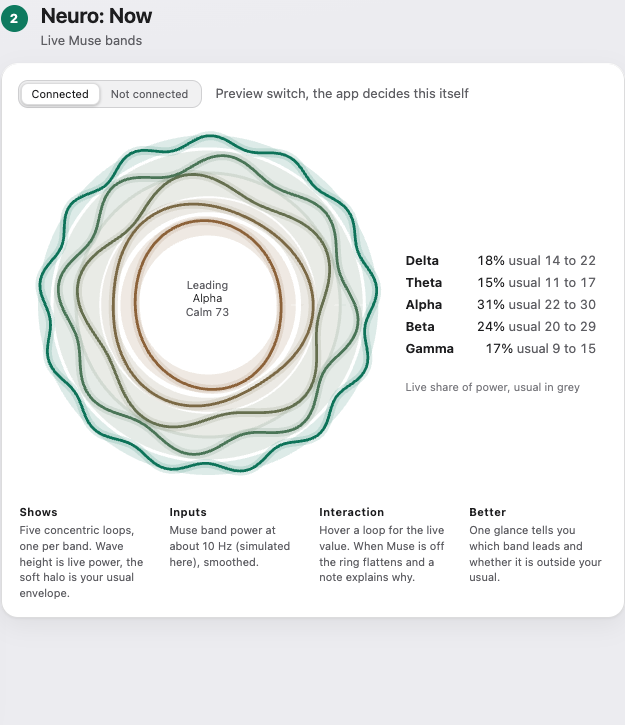 2
Neuro: Now
Live Muse bands
Connected
Not connected
Preview switch, the app decides this itself
Leading
Alpha
Calm 73
Delta 18% usual 14 to 22
Theta 15% usual 11 to 17
Alpha 31% usual 22 to 30
Beta 24% usual 20 to 29
Gamma 17% usual 9 to 15
Live share of power, usual in grey
Shows
Five concentric loops,
one per band. Wave
height is live power, the
soft halo is your usual
envelope.
Inputs
Muse band power at
about 10 Hz (simulated
here), smoothed.
Interaction
Hover a loop for the live
value. When Muse is off
the ring flattens and a
note explains why.
Better
One glance tells you
which band leads and
whether it is outside your
usual.